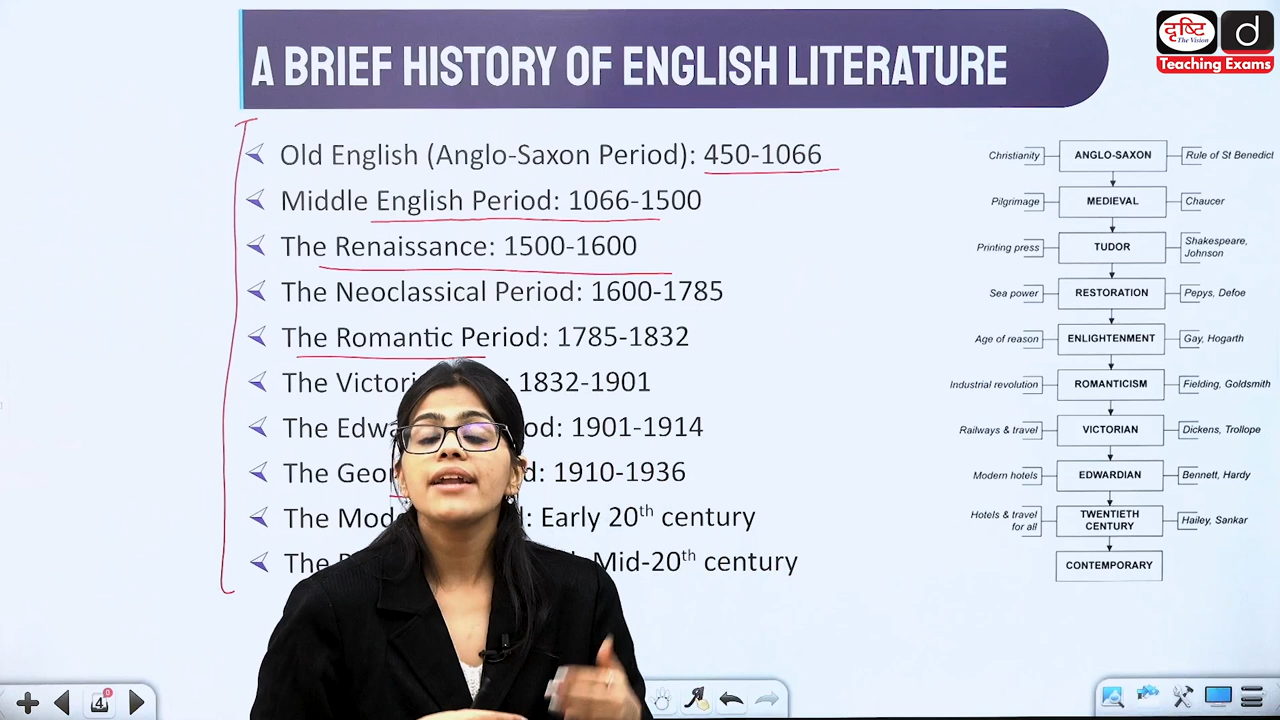 A BRIEF HISTORY OF ENGLISH LITERATURE
दृष्टि
The Vision
d
Teaching Exams
Old English (Anglo-Saxon Period): 450-1066
Middle English Period: 1066-1500
The Renaissance: 1500-1600
The Neoclassical Period: 1600-1785
The Romantic Period: 1785-1832
The 1832-1901
The 1901-1914
The 1910-1936
The Early 20th century
The Mid-20th century
Christianity ANGLO-SAXON Rule of St Benedict
Pilgrimage MEDIEVAL Chaucer
Printing press TUDOR Shakespeare,
Johnson
Sea power RESTORATION Pepys, Defoe
Age of reason ENLIGHTENMENT Gay, Hogarth
Industrial revolution ROMANTICISM Fielding, Goldsmith
Railways & travel VICTORIAN Dickens, Trollope
Modern hotels EDWARDIAN Bennett, Hardy
Hotels & travel
for all TWENTIETH
CENTURY Hailey, Sankar
CONTEMPORARY
4
0